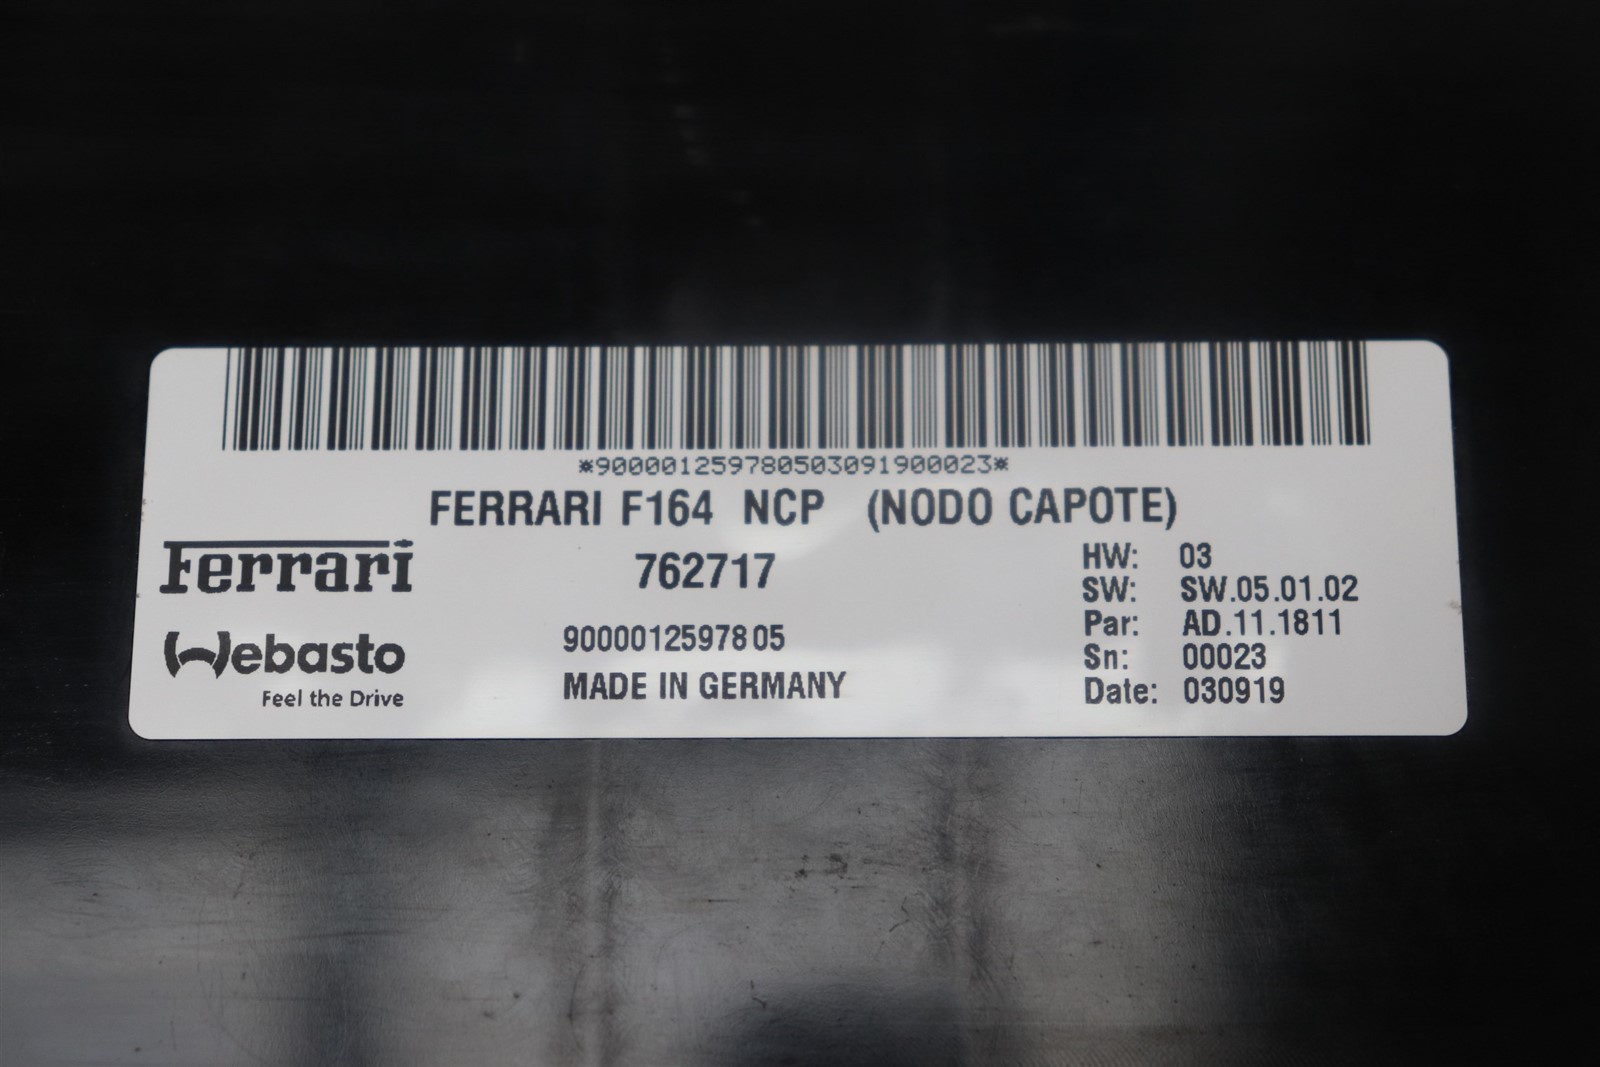 *900001259780503091900023*
FERRARI F164 NCP (NODO CAPOTE)
Ferrari
762717
HW: 03
SW: SW.05.01.02
Par: AD.11.1811
Sn: 00023
Date: 030919
Webasto
Feel the Drive
9000012597805
MADE IN GERMANY